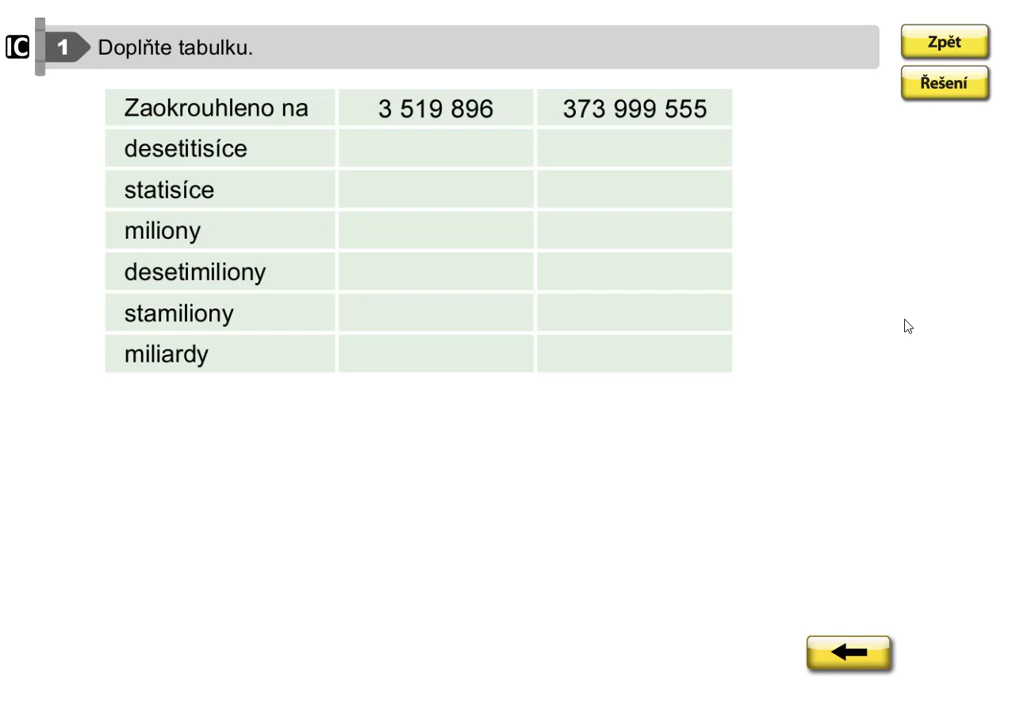 IC
1 Doplňte tabulku.
Zpět
Řešení
Zaokrouhleno na 3 519 896 373 999 555
desetitisíce
statisíce
miliony
desetimiliony
stamiliony
miliardy